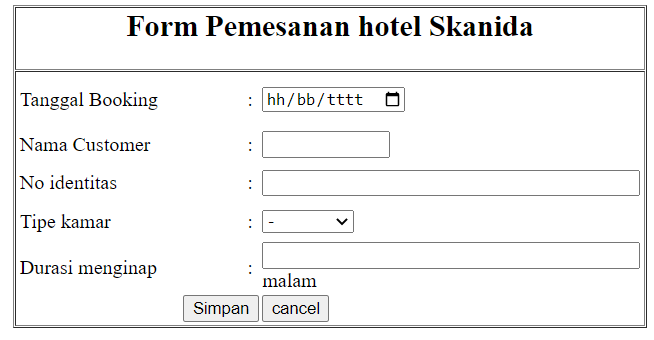 Form Pemesanan hotel Skanida
Tanggal Booking : hh/bb/tttt
Nama Customer :
No identitas :
Tipe kamar : -
Durasi menginap :
malam
Simpan cancel